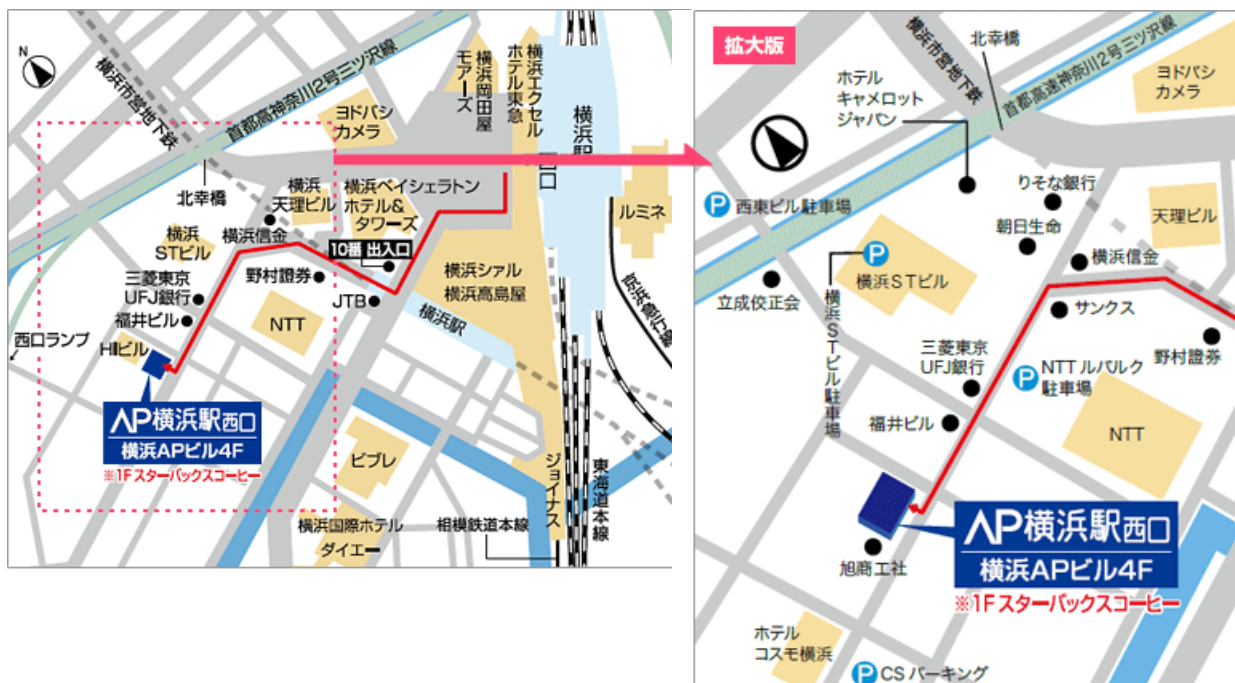 N
横浜市営地下鉄
首都高神奈川2号三ツ沢線
ヨドバシ
カメラ
横浜岡田屋
モアーズ
横浜エクセル
ホテル東急
西口
北幸橋
横浜
天理ビル
横浜ベイシェラトン
ホテル&
タワーズ
ルミネ
横浜
STビル
横浜信金
10番 出入口
三菱東京
UFJ銀行
野村證券
横浜シァル
横浜高島屋
京浜急行線
JTB
福井ビル
NTT
横浜駅
西口ランプ
HIビル
AP横浜駅西口
横浜APビル4F
※1Fスターバックスコーヒー
ビブレ
ジョイナス
東海道本線
横浜国際ホテル
ダイエー
相模鉄道本線
拡大版
北幸橋
横浜市営地下鉄
首都高速神奈川2号三ツ沢線
ヨドバシ
カメラ
ホテル
キャメロット
ジャパン
りそな銀行
P 西東ビル駐車場
朝日生命
天理ビル
P
横浜STビル
横浜信金
立成佼正会
横浜STビル駐車場
サンクス
三菱東京
UFJ銀行
野村證券
P NTTルパルク
駐車場
福井ビル
NTT
AP横浜駅西口
横浜APビル4F
※1Fスターバックスコーヒー
旭商工社
ホテル
コスモ横浜
P CSパーキング